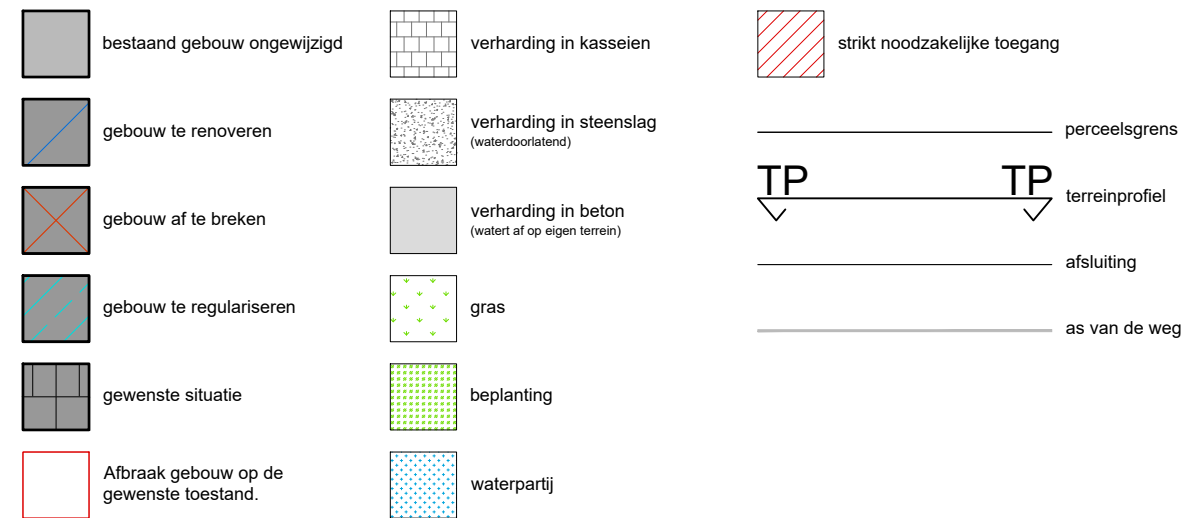 bestaand gebouw ongewijzigd
gebouw te renoveren
gebouw af te breken
gebouw te regulariseren
gewenste situatie
Afbraak gebouw op de
gewenste toestand.
verharding in kasseien
verharding in steenslag
(waterdoorlatend)
verharding in beton
(watert af op eigen terrein)
gras
beplanting
waterpartij
strikt noodzakelijke toegang
perceelsgrens
TP TP
terreinprofiel
afsluiting
as van de weg